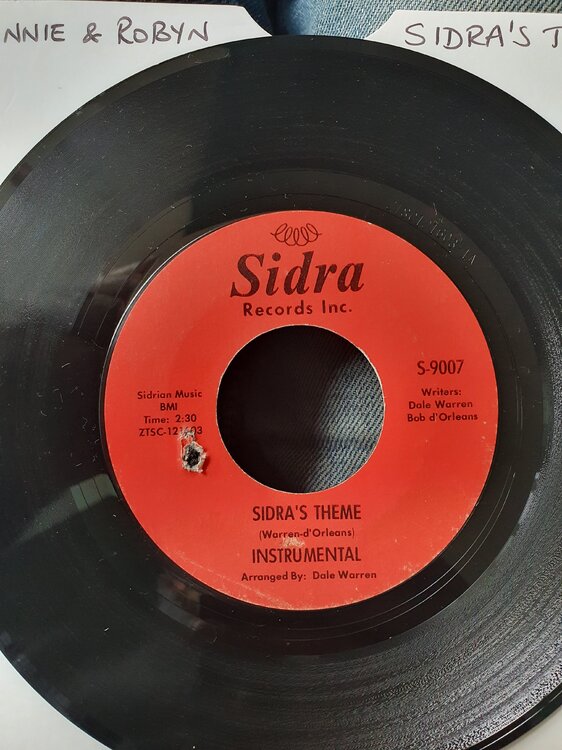 NNIE & ROBYN
SIDRA'S T
Sidra
Records Inc.
S-9007
Sidrian Music
BMI
Time: 2:30
Writers:
Dale Warren
Bob d'Orleans
SIDRA'S THEME
(Warren-d'Orleans)
INSTRUMENTAL
Arranged By: Dale Warren